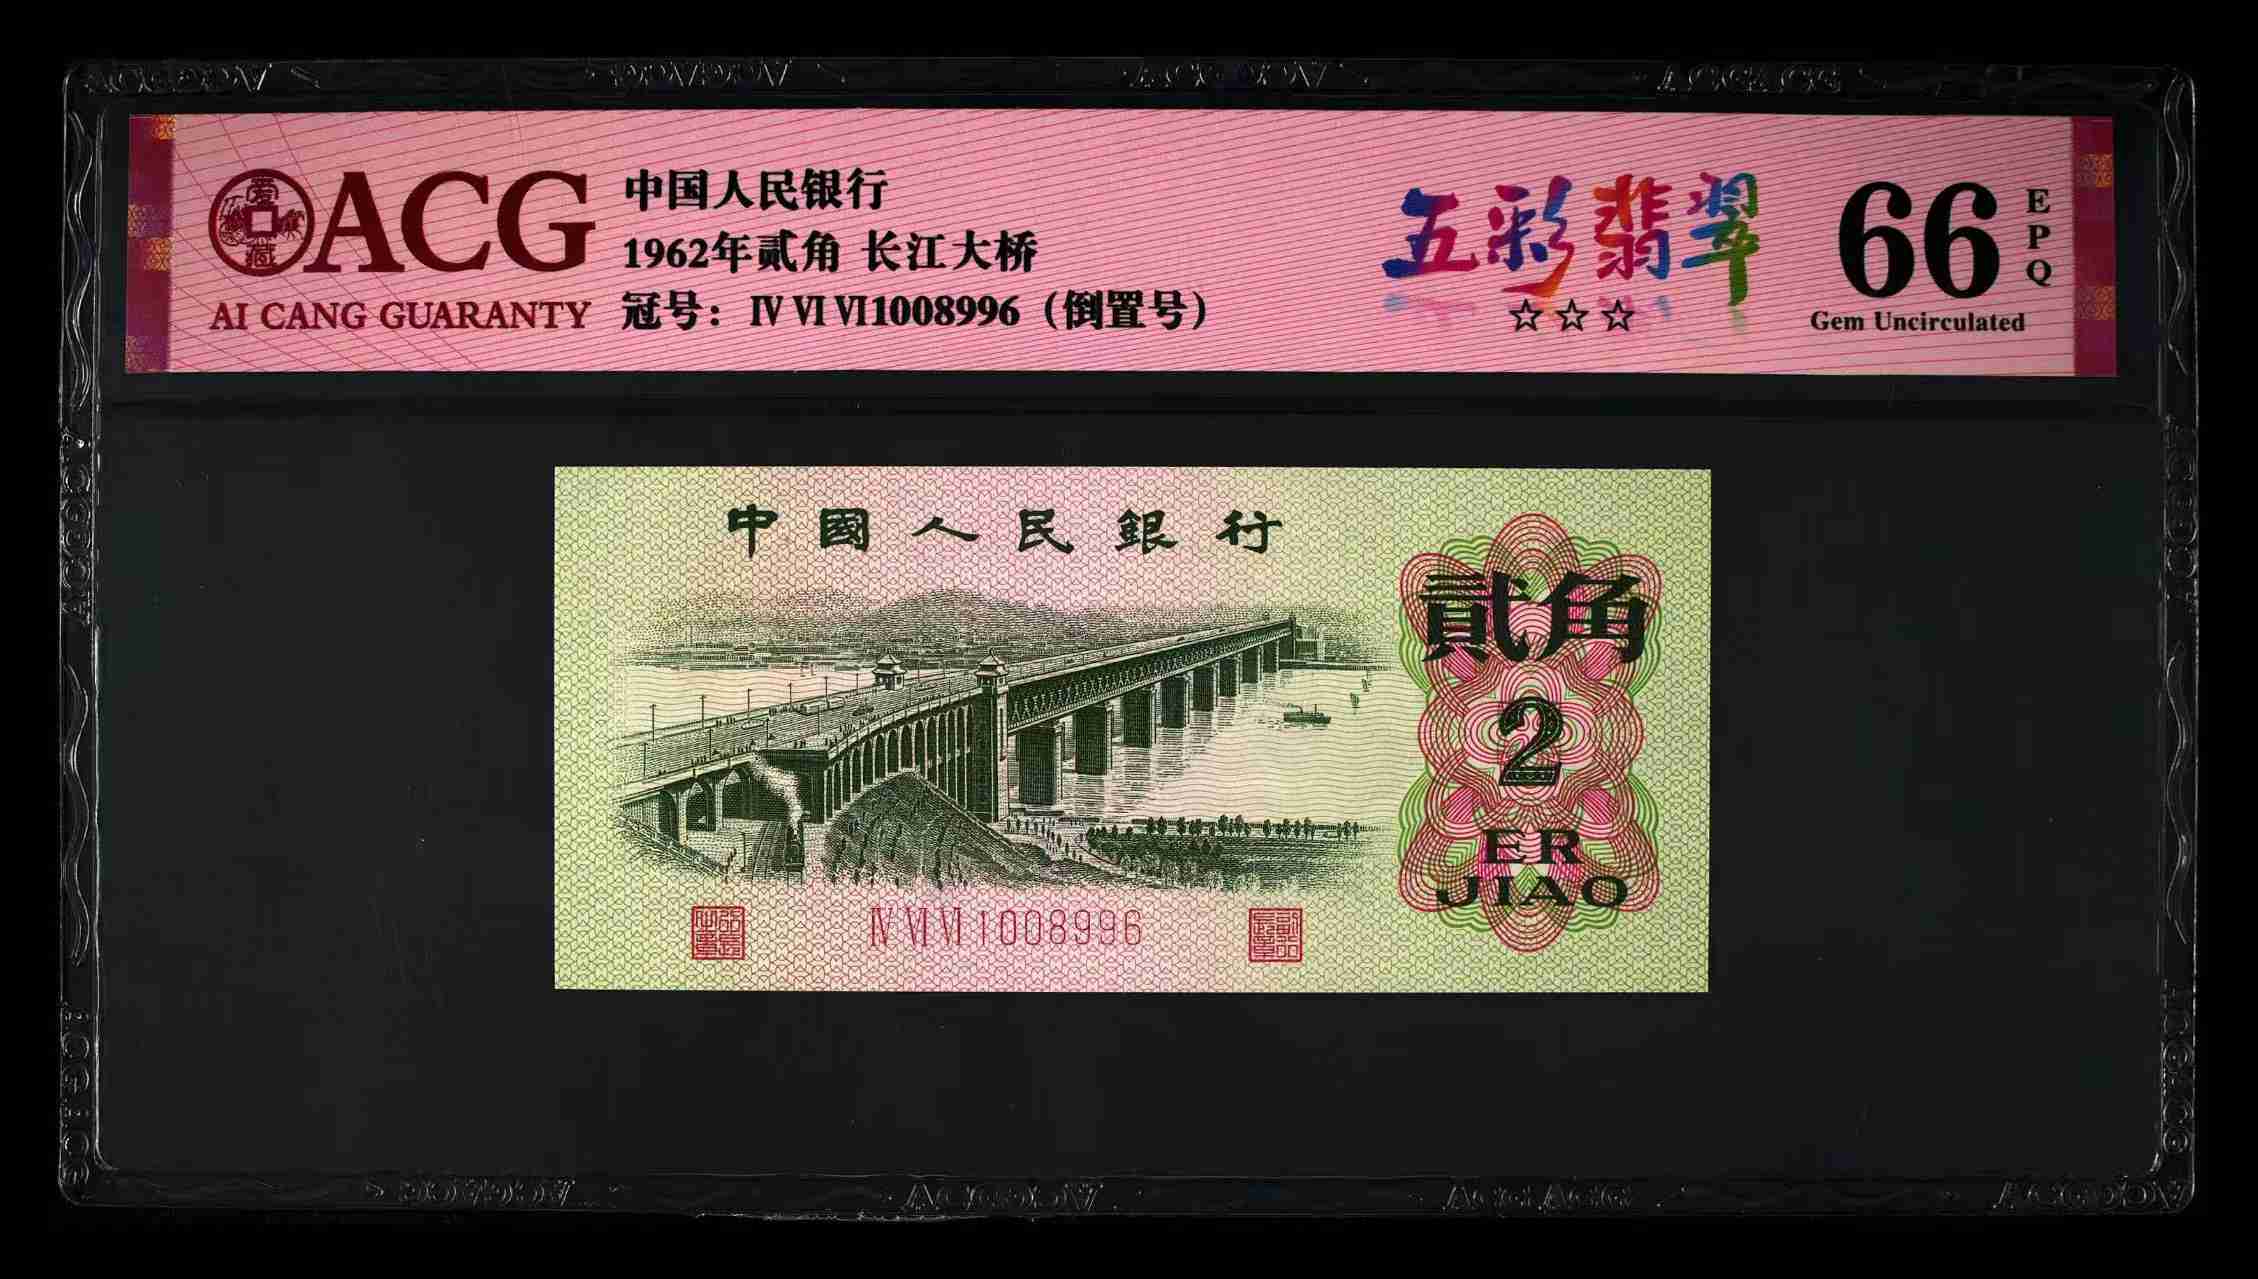 ACG
AI CANG GUARANTY
中国人民银行
1962年贰角 长江大桥
冠号：Ⅳ Ⅵ Ⅵ1008996（倒置号）
五彩翡翠
☆☆☆
66
EPQ
Gem Uncirculated
中國人民銀行
貳角
2
ER
JIAO
Ⅳ Ⅵ Ⅵ 1008996